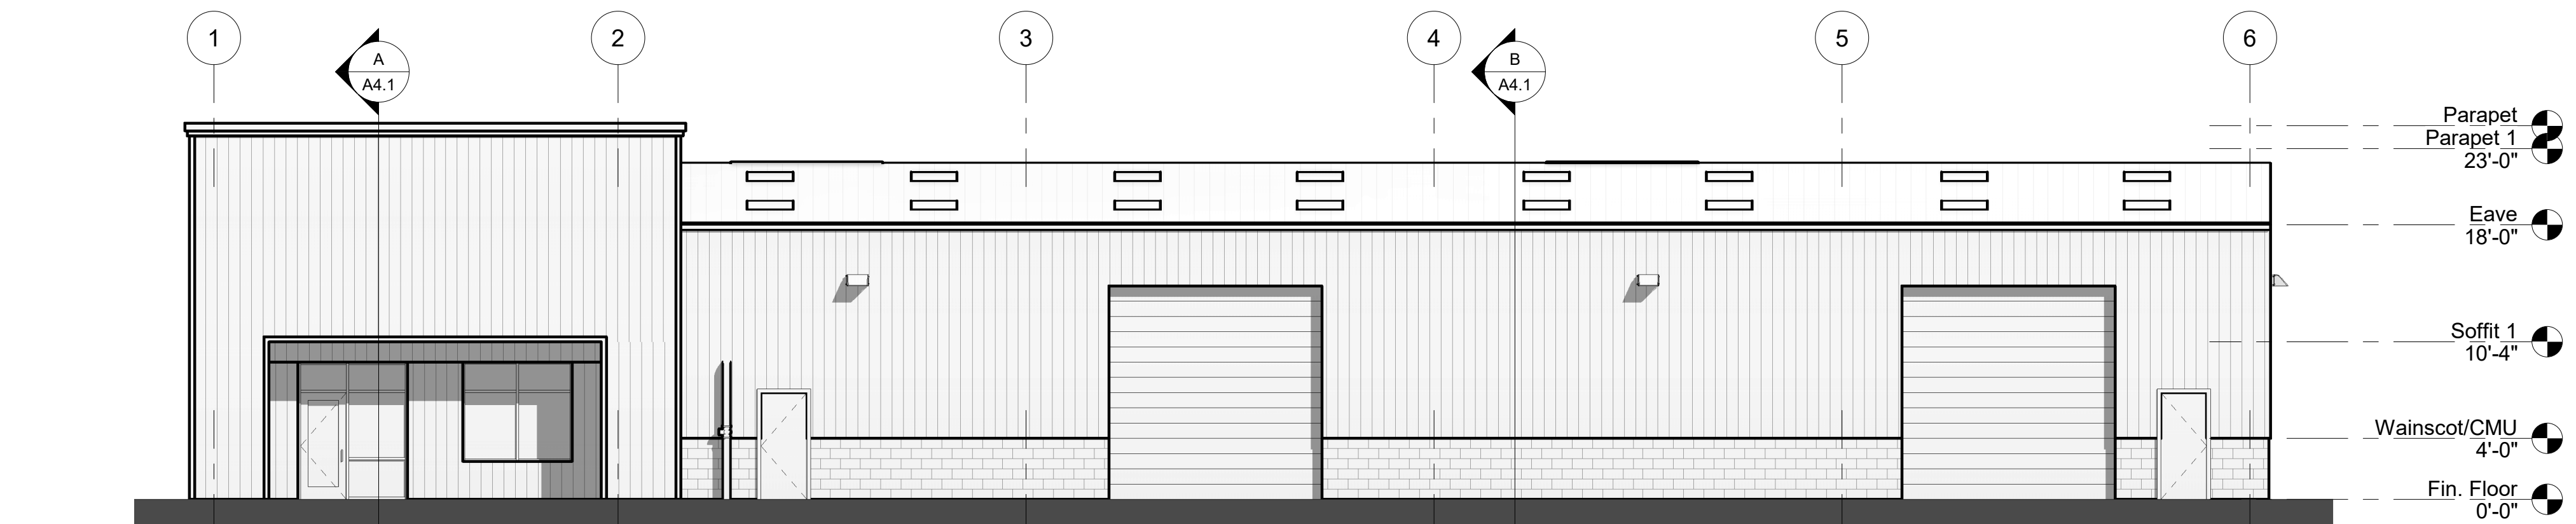 1
2
3
4
5
6
A
A4.1
B
A4.1
Parapet
Parapet 1
23'-0"
Eave
18'-0"
Soffit 1
10'-4"
Wainscot/CMU
4'-0"
Fin. Floor
0'-0"